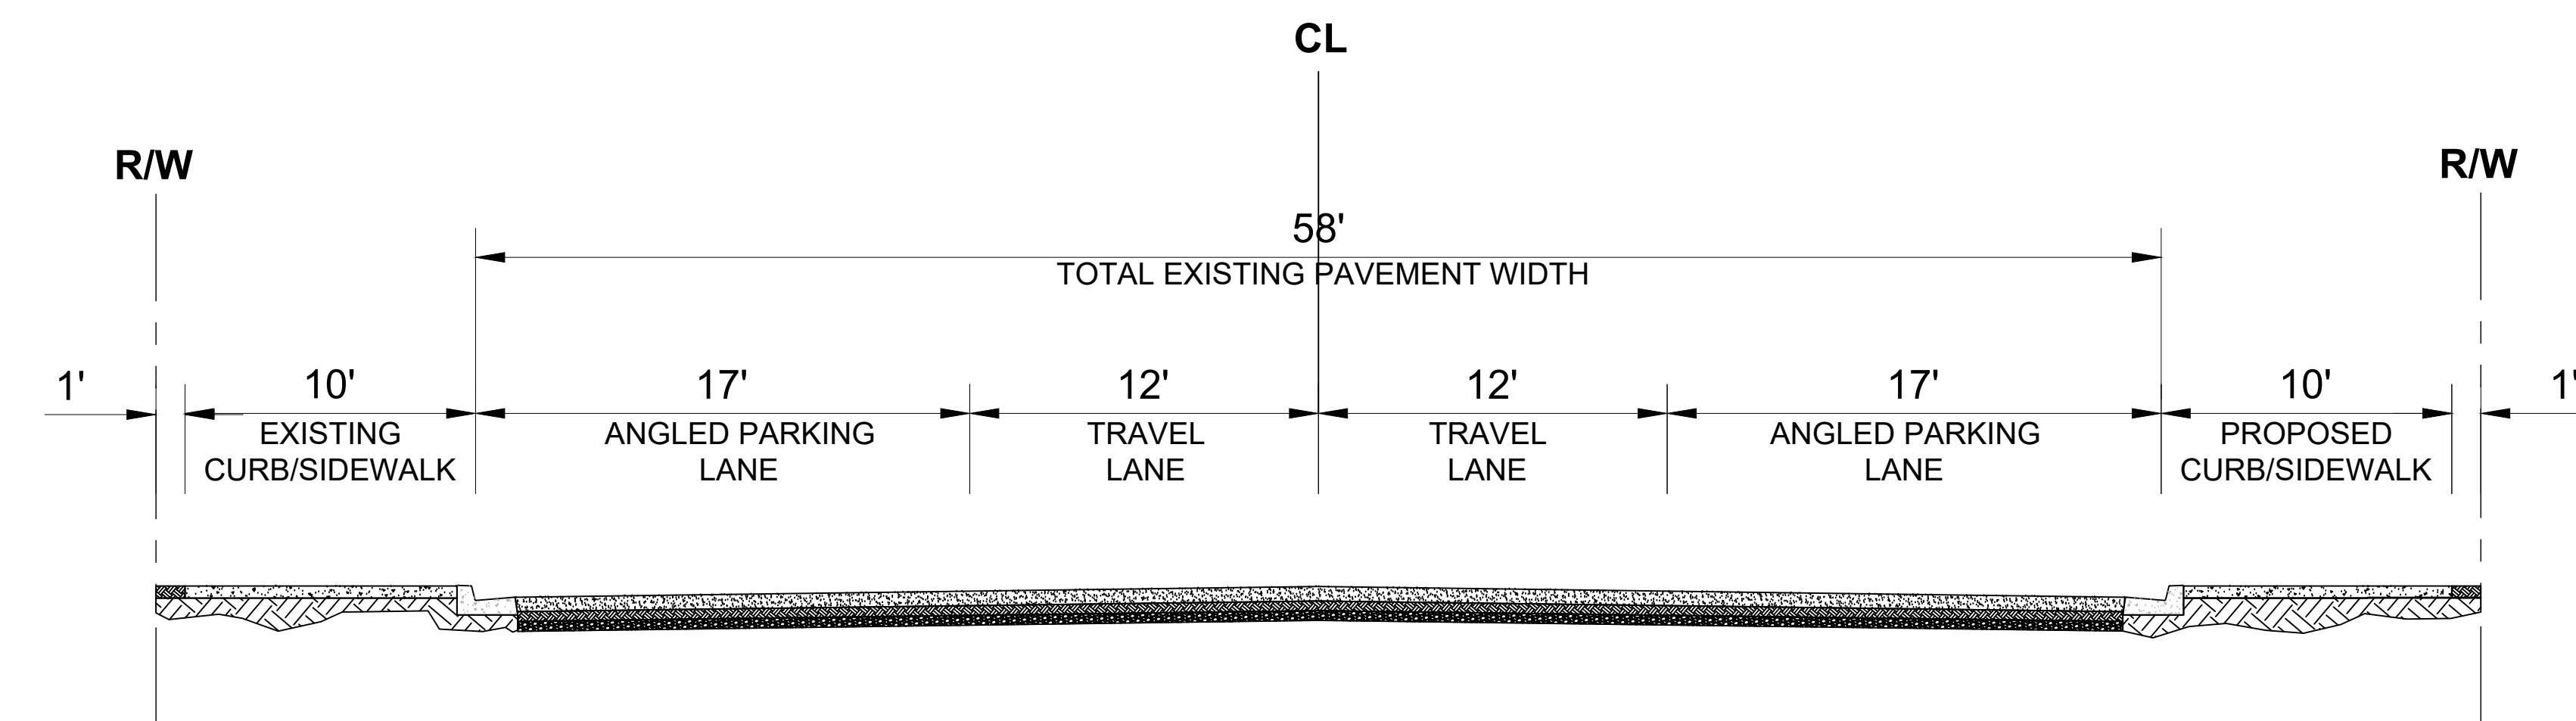 CL
R/W
R/W
58'
TOTAL EXISTING PAVEMENT WIDTH
1'
10'
17'
12'
12'
17'
10'
1'
EXISTING
CURB/SIDEWALK
ANGLED PARKING
LANE
TRAVEL
LANE
TRAVEL
LANE
ANGLED PARKING
LANE
PROPOSED
CURB/SIDEWALK